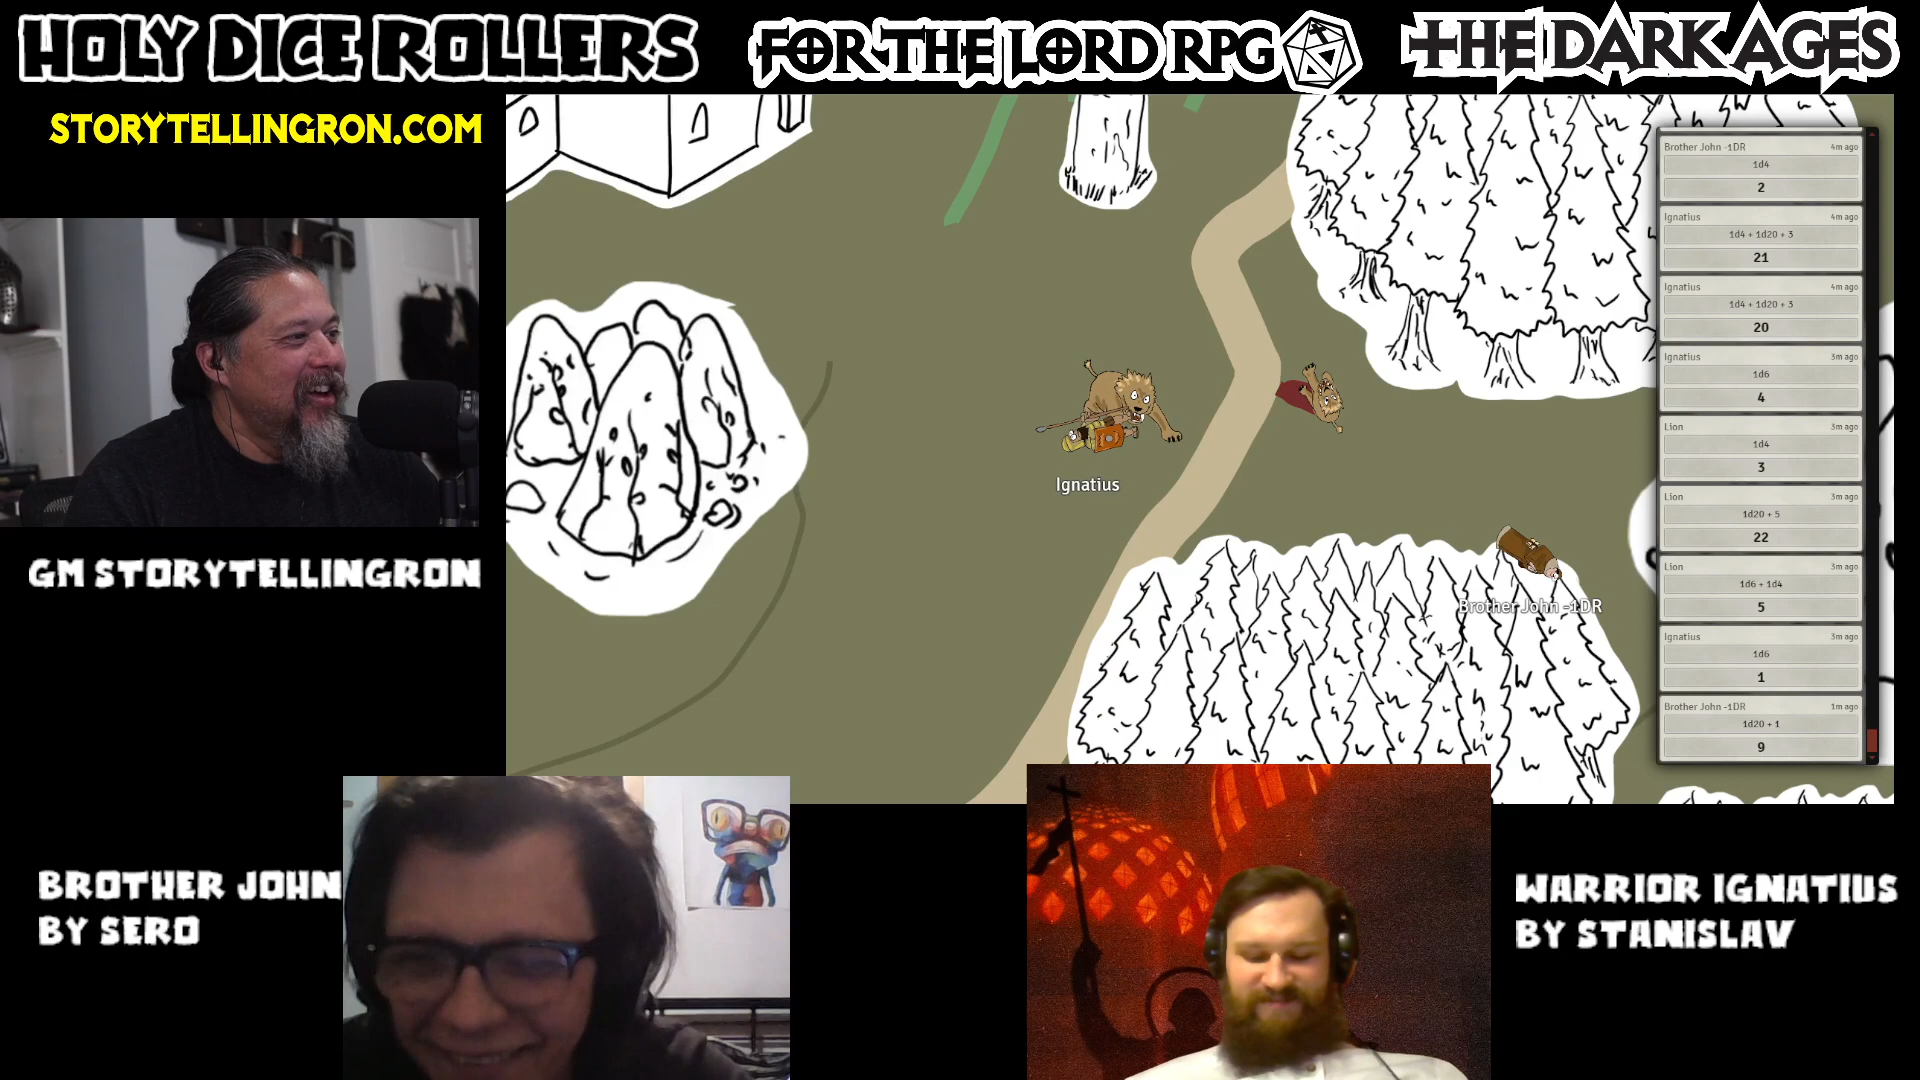 HOLY DICE ROLLERS
FOR THE LORD RPG
THE DARK AGES
STORYTELLINGRON.COM
GM STORYTELLINGRON
Ignatius
Brother John -1DR
Brother John -1DR 4m ago
1d4
2
Ignatius 4m ago
1d4 + 1d20 + 3
21
Ignatius 4m ago
1d4 + 1d20 + 3
20
Ignatius 3m ago
1d6
4
Lion 3m ago
1d4
3
Lion 3m ago
1d20 + 5
22
Lion 3m ago
1d6 + 1d4
5
Ignatius 3m ago
1d6
1
Brother John -1DR 1m ago
1d20 + 1
9
BROTHER JOHN
BY SERO
WARRIOR IGNATIUS
BY STANISLAV